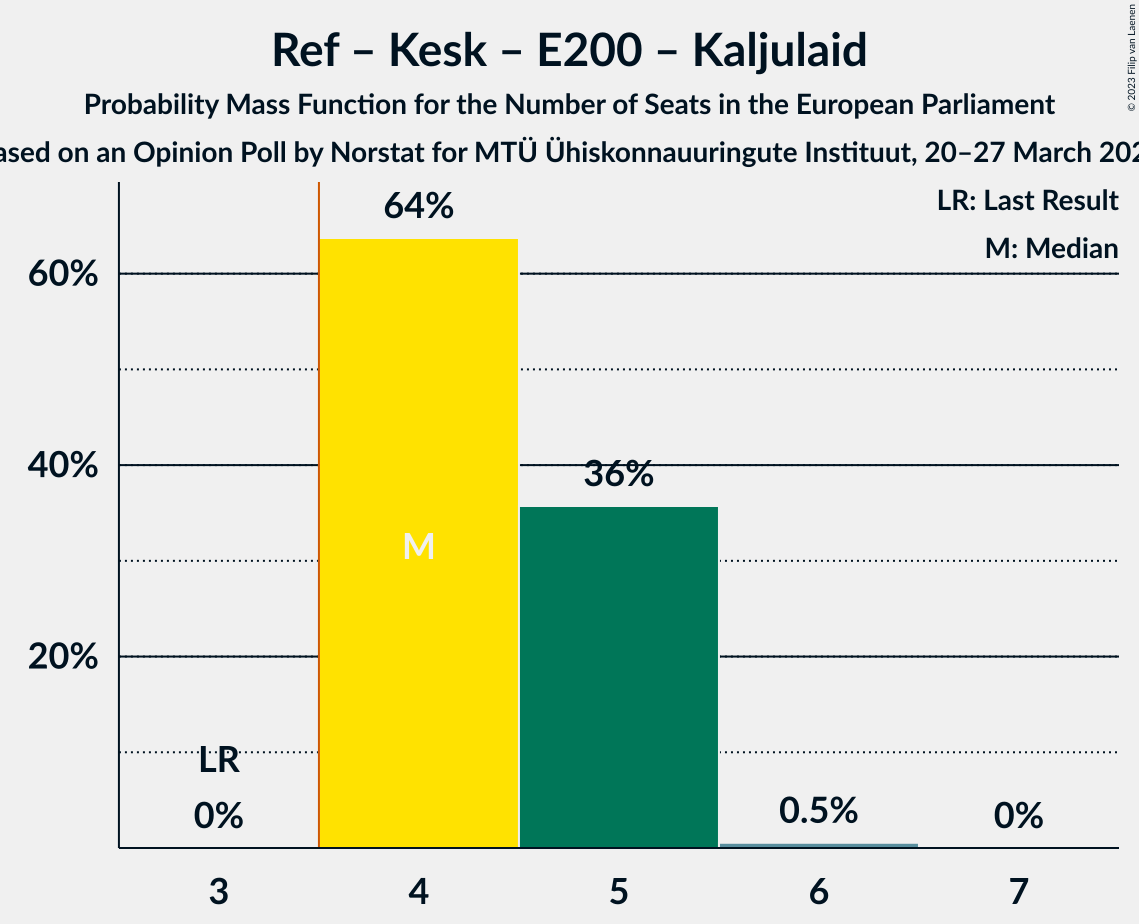 Ref – Kesk – E200 – Kaljulaid
Probability Mass Function for the Number of Seats in the European Parliament
on an Opinion Poll by Norstat for MTÜ Ühiskonnauuringute Instituut, 20–27 March
© 2023 Filip van Laenen
LR: Last Result
M: Median
64%
60%
40%
36%
M
20%
LR
0%
0.5%
0%
3 4 5 6 7